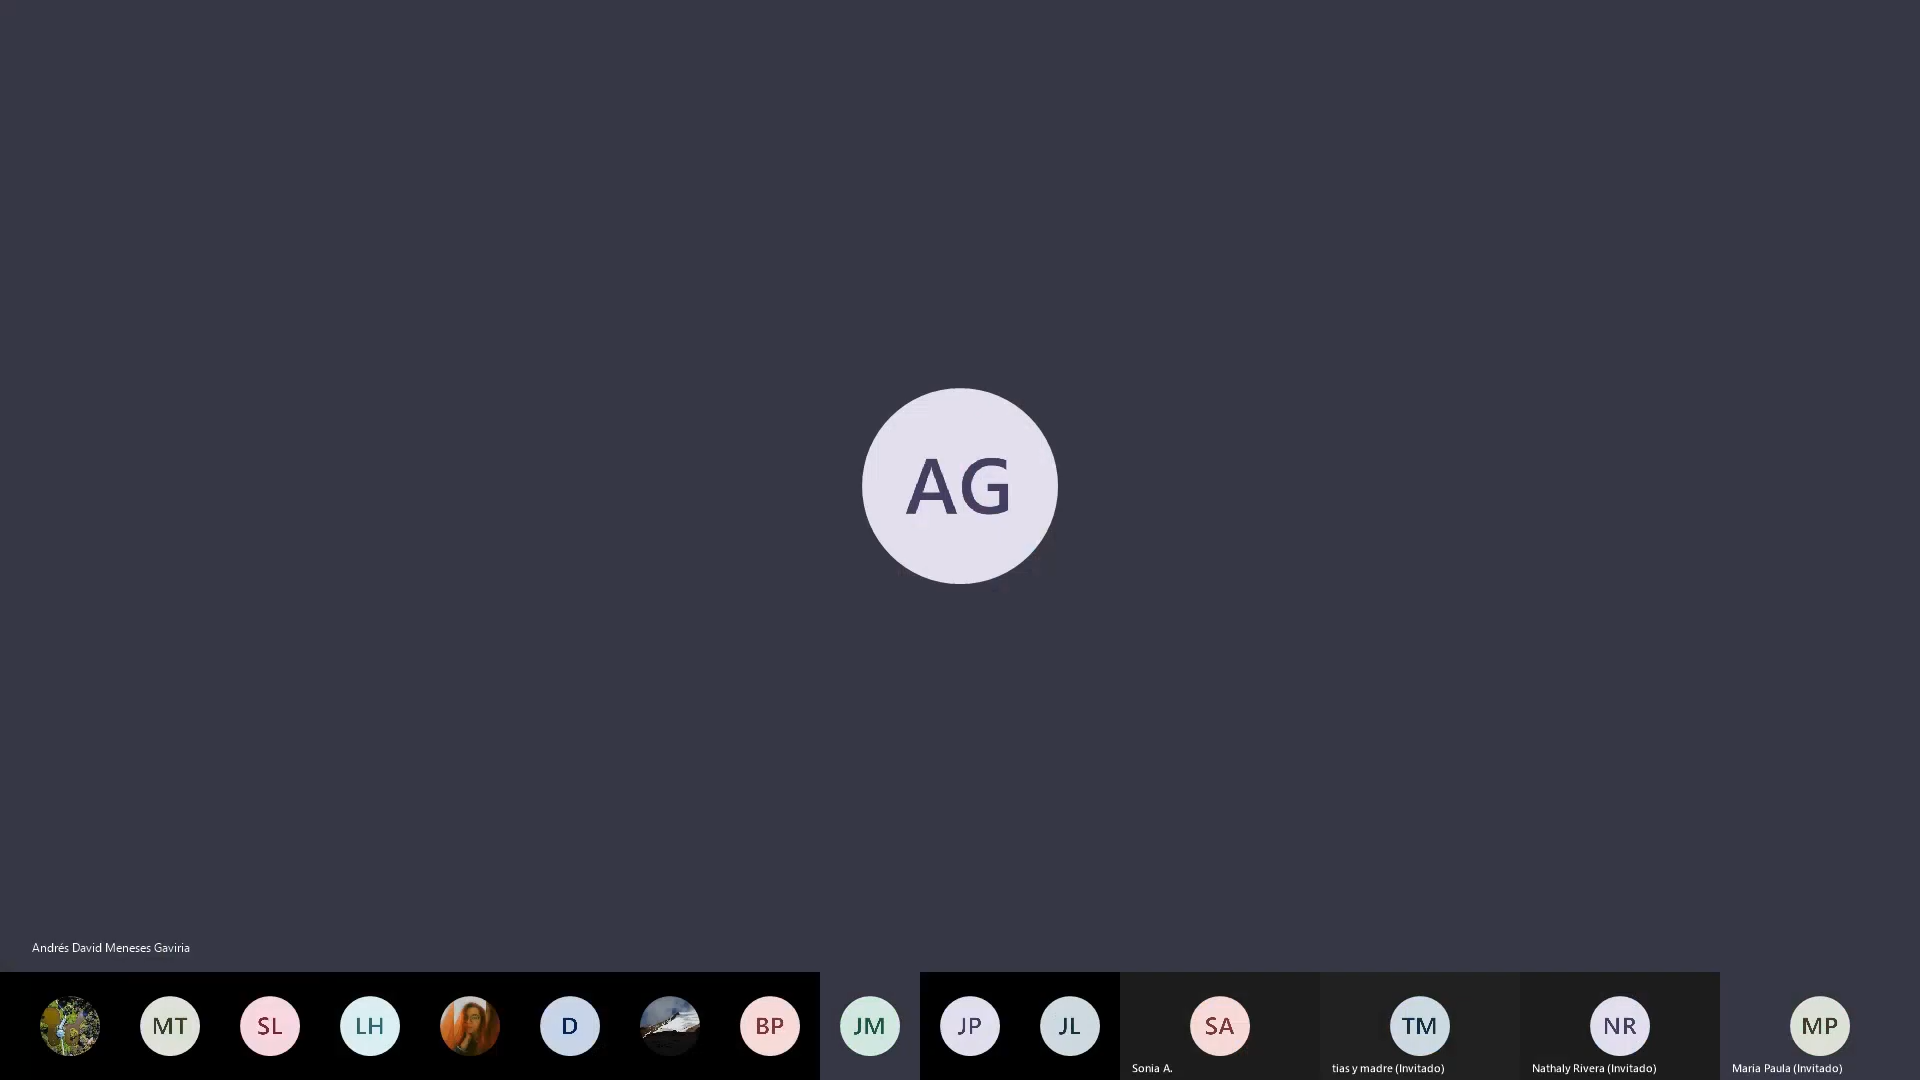 AG
Andrés David Meneses Gaviria
MT
SL
LH
D
BP
JM
JP
JL
SA
TM
NR
MP
Sonia A.
tias y madre (Invitado)
Nathaly Rivera (Invitado)
Maria Paula (Invitado)